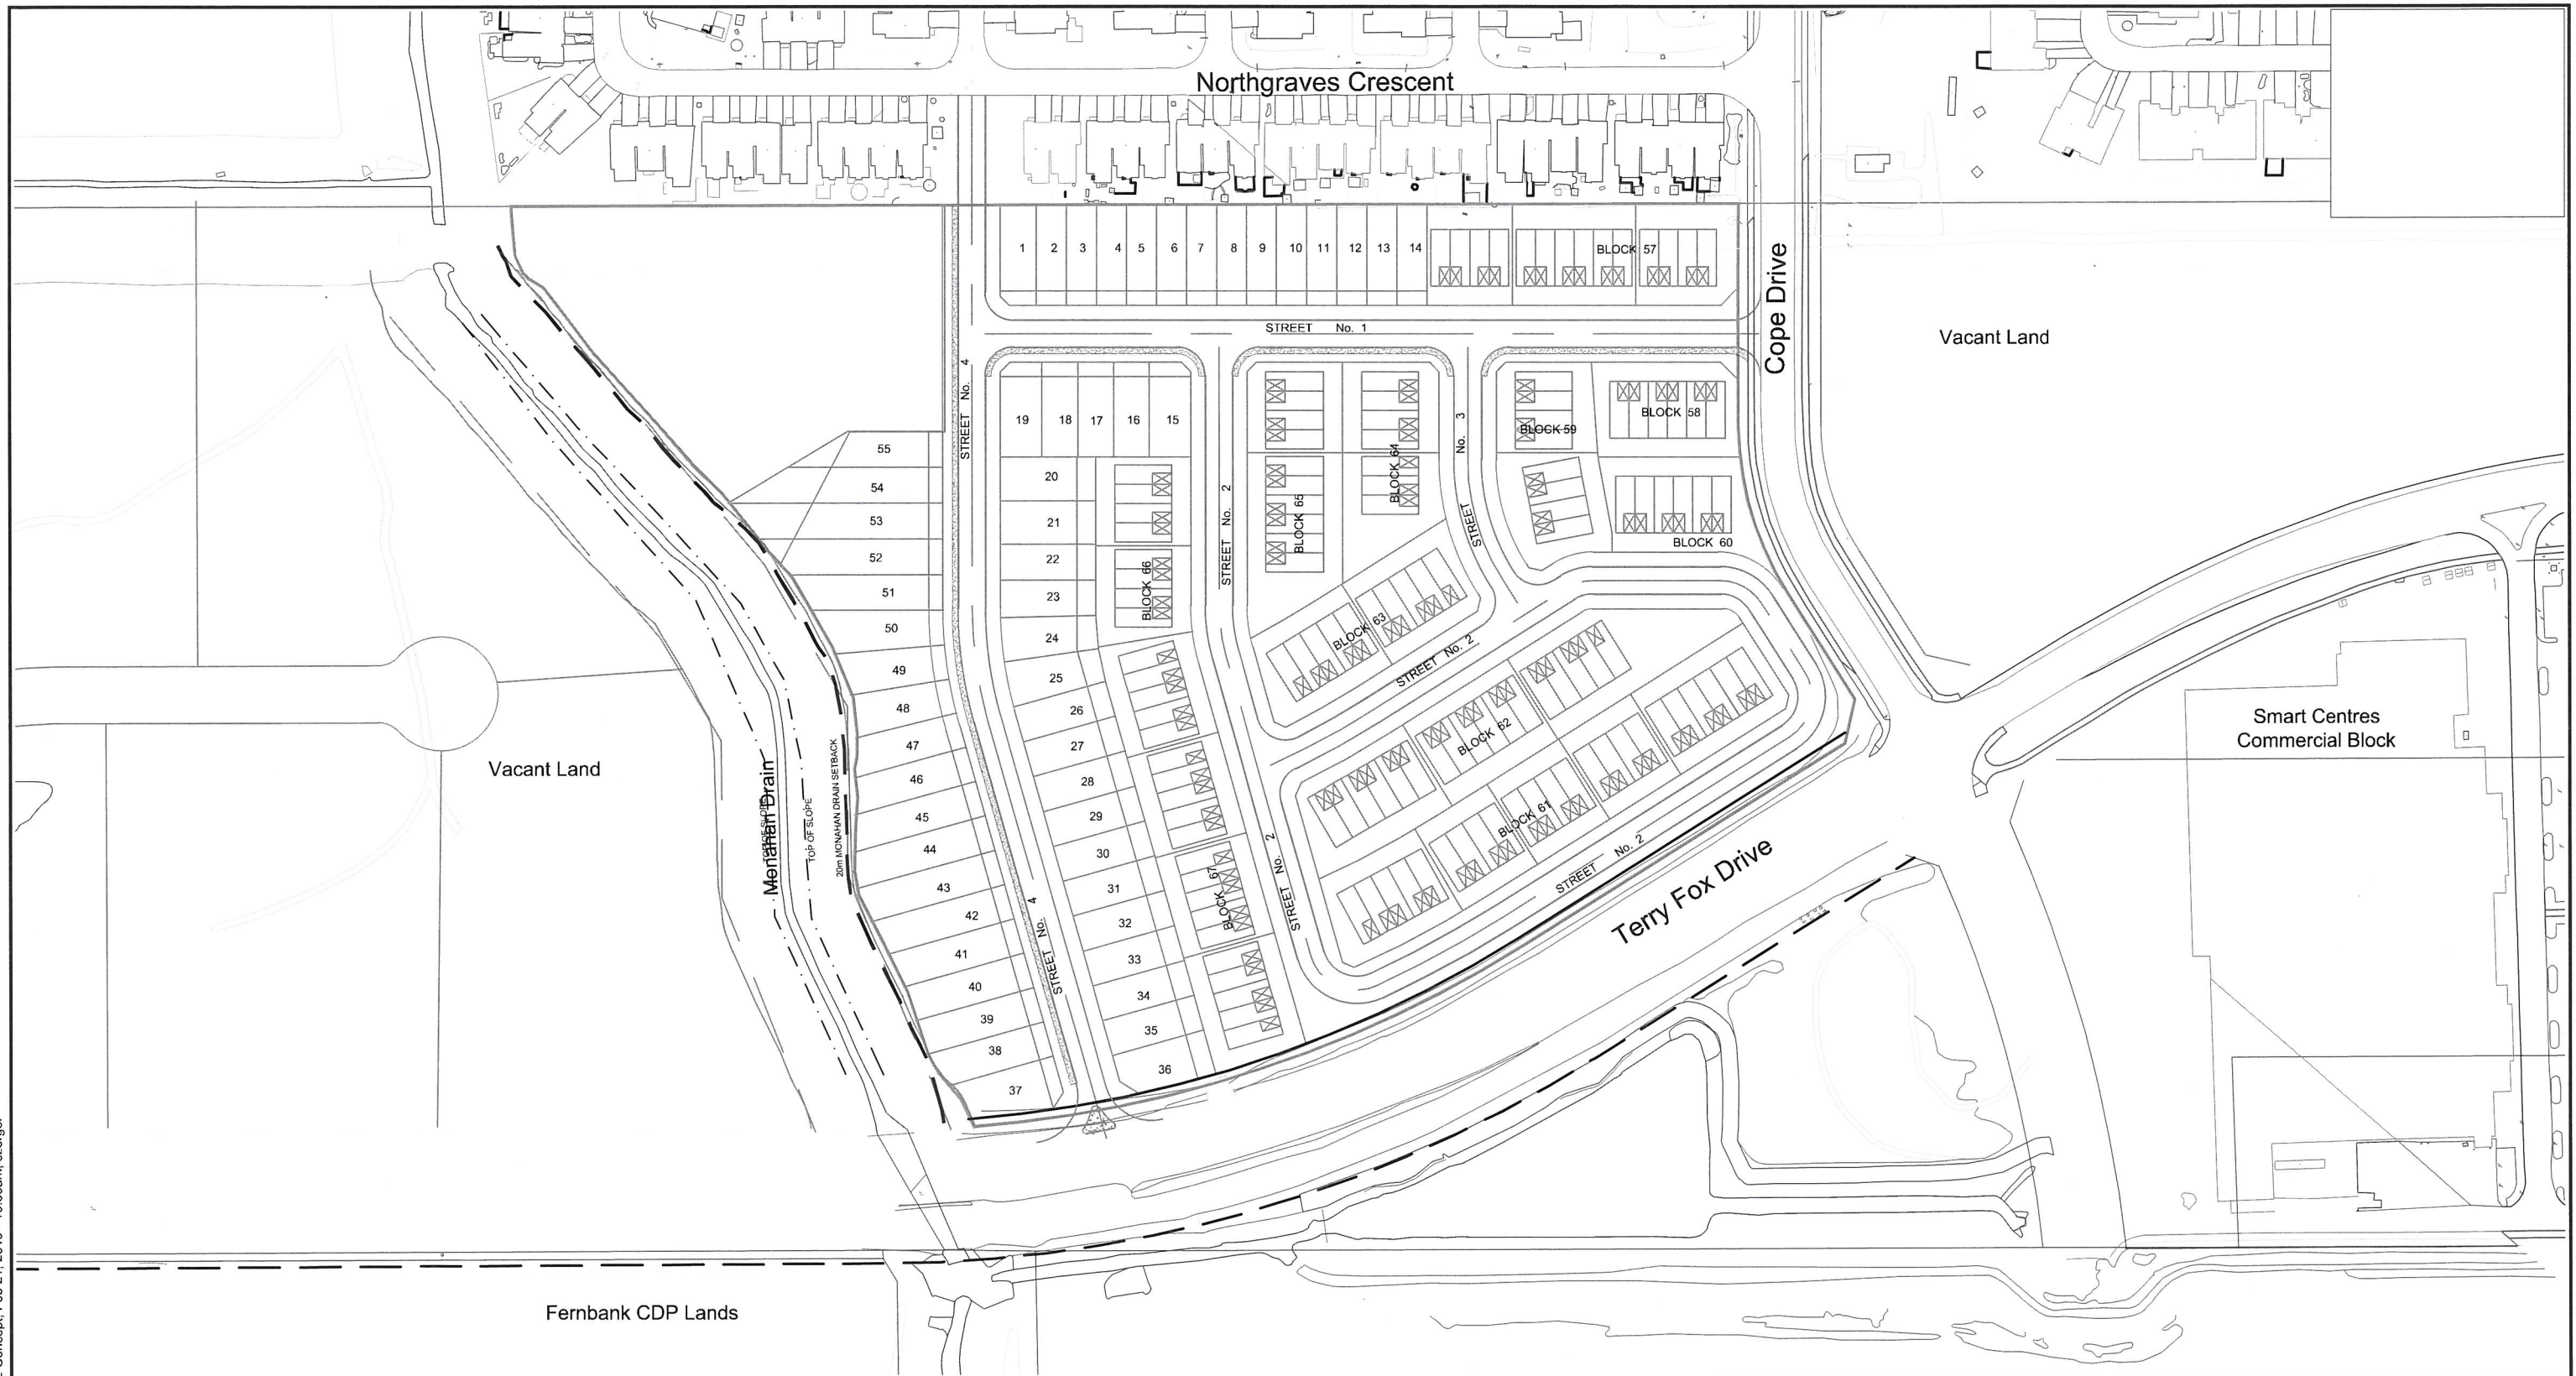 Northgraves Crescent
1 2 3 4 5 6 7 8 9 10 11 12 13 14
BLOCK 57
Cope Drive
STREET No. 1
Vacant Land
STREET No. 4
19 18 17 16 15
STREET No. 3
BLOCK 59
BLOCK 58
BLOCK 64
BLOCK 65
STREET No. 2
BLOCK 60
55
54
53
52
51
50
49
48
47
46
45
44
43
42
41
40
39
38
37
20
21
22
23
24
25
26
27
28
29
30
31
32
33
34
35
36
BLOCK 66
BLOCK 63
STREET No. 2
BLOCK 62
BLOCK 61
STREET No. 2
BLOCK 67
STREET No. 2
STREET No. 4
Terry Fox Drive
Smart Centres
Commercial Block
Vacant Land
Monahan Drain
TOP OF SLOPE
TOP OF SLOPE
20m MONAHAN DRAIN SETBACK
Fernbank CDP Lands